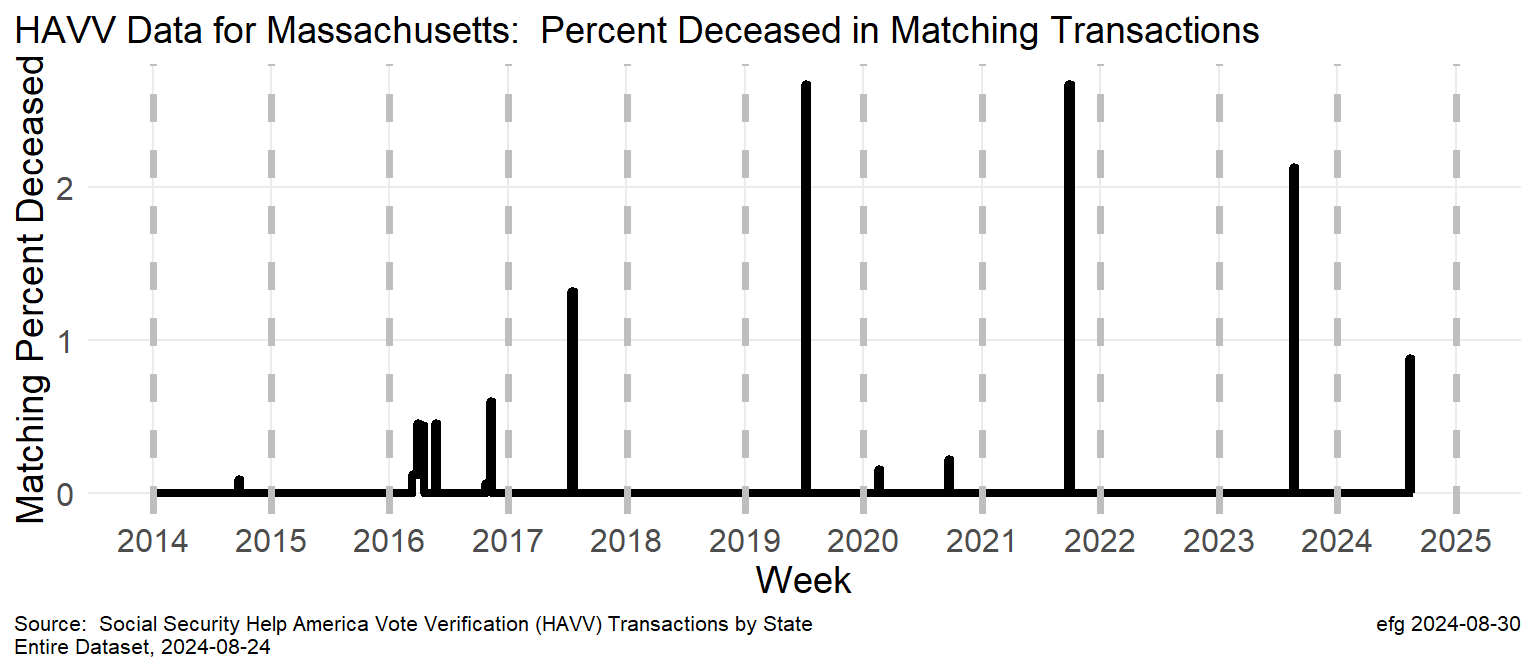 HAVV Data for Massachusetts:  Percent Deceased in Matching Transactions
Matching Percent Deceased
2
1
0
2014 2015 2016 2017 2018 2019 2020 2021 2022 2023 2024 2025
Week
Source:  Social Security Help America Vote Verification (HAVV) Transactions by State
Entire Dataset, 2024-08-24
efg 2024-08-30